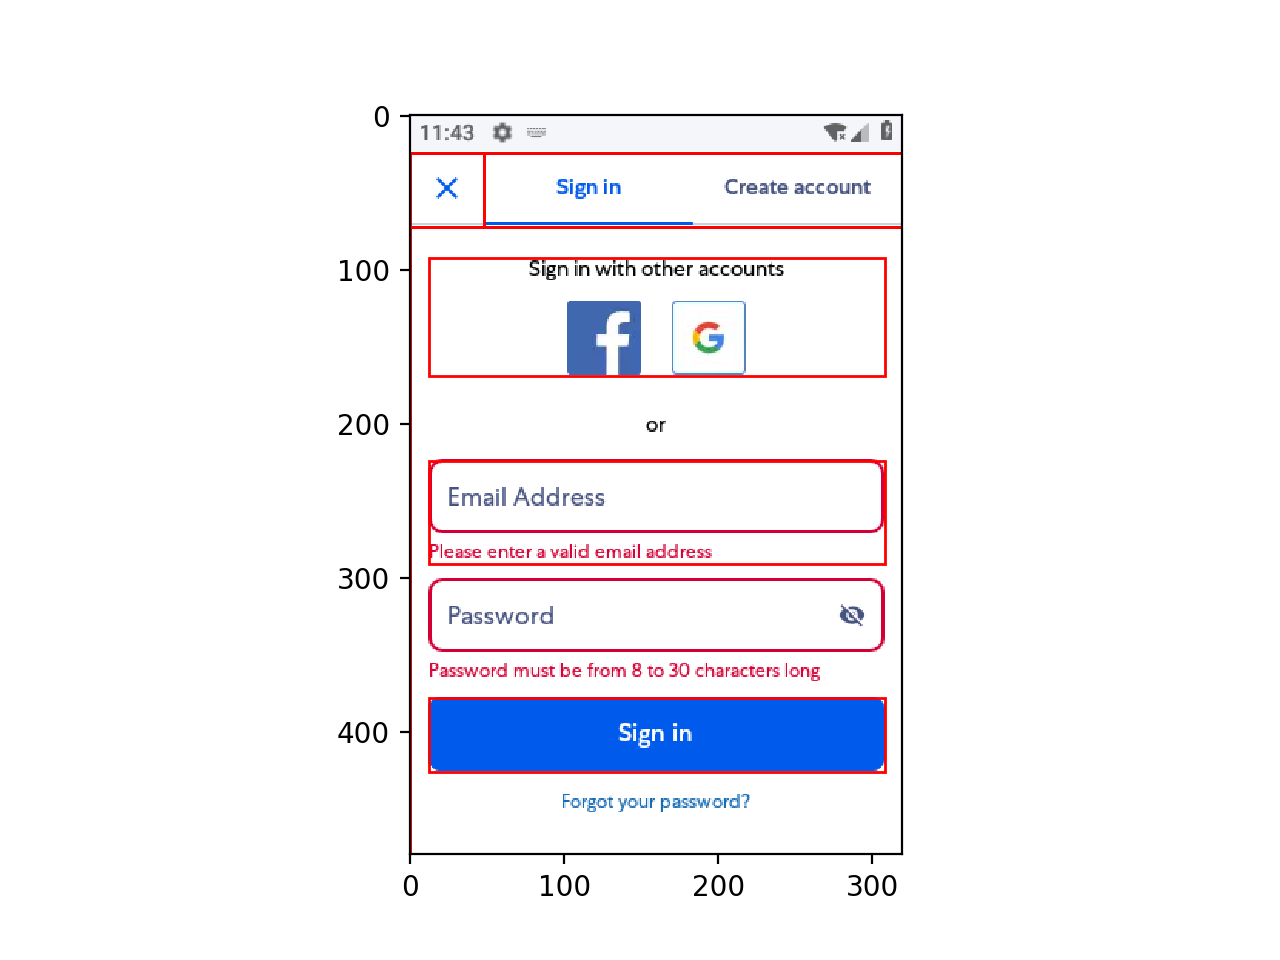 0
11:43
Sign in
Create account
100
Sign in with other accounts
f G
200
or
Email Address
Please enter a valid email address
300
Password
Password must be from 8 to 30 characters long
400
Sign in
Forgot your password?
0 100 200 300